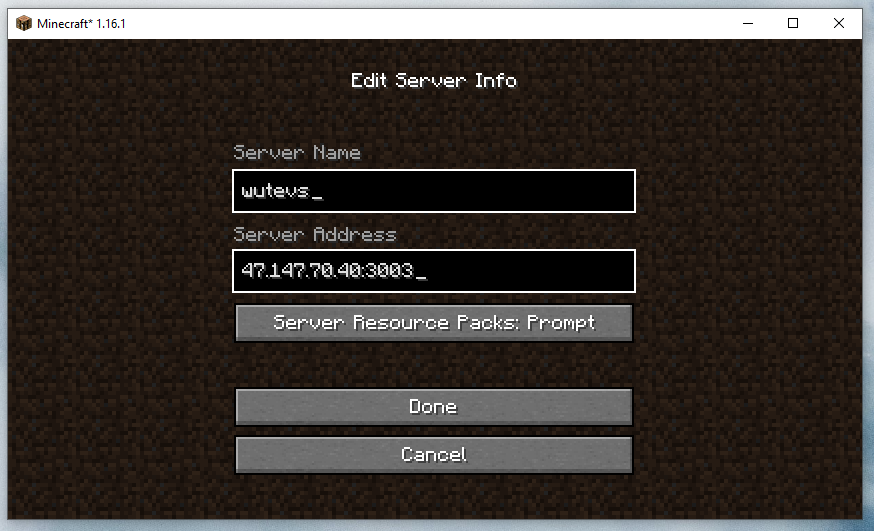 Minecraft* 1.16.1
Edit Server Info
Server Name
wutevs_
Server Address
47.147.70.40:3003_
Server Resource Packs: Prompt
Done
Cancel